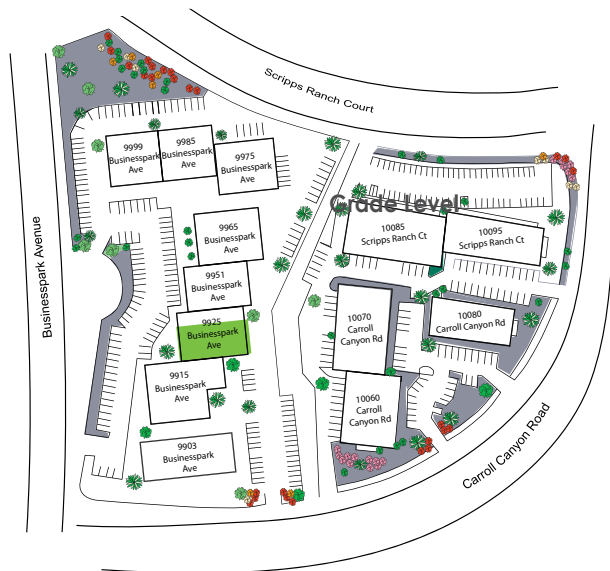 Scripps Ranch Court
9999
Businesspark
Ave
9985
Businesspark
Ave
9975
Businesspark
Ave
Grade Level
10085
Scripps Ranch Ct
10095
Scripps Ranch Ct
9965
Businesspark
Ave
Businesspark Avenue
9951
Businesspark
Ave
9925
Businesspark
Ave
10070
Carroll
Canyon Rd
10080
Carroll Canyon Rd
9915
Businesspark
Ave
10060
Carroll
Canyon Rd
9903
Businesspark
Ave
Carroll Canyon Road